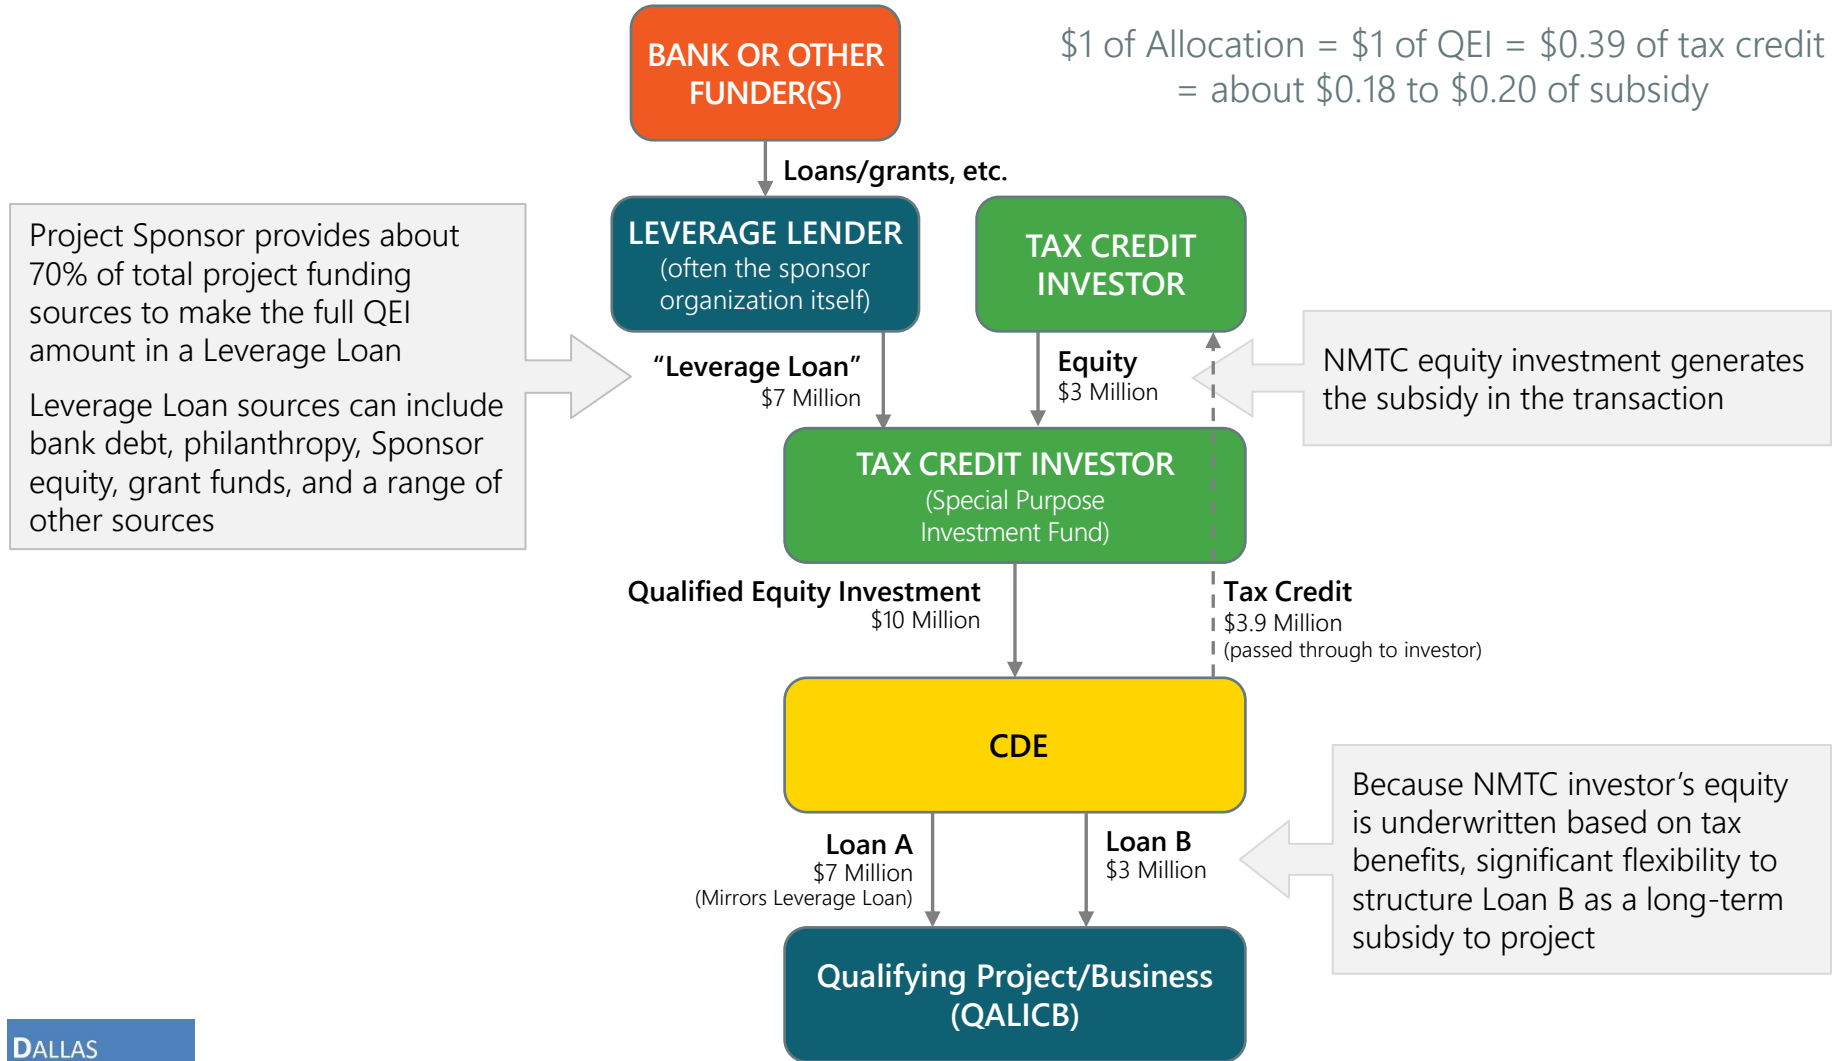 BANK OR OTHER
FUNDER(S)
$1 of Allocation = $1 of QEI = $0.39 of tax credit
= about $0.18 to $0.20 of subsidy
Loans/grants, etc.
Project Sponsor provides about
70% of total project funding
sources to make the full QEI
amount in a Leverage Loan
Leverage Loan sources can include
bank debt, philanthropy, Sponsor
equity, grant funds, and a range of
other sources
LEVERAGE LENDER
(often the sponsor
organization itself)
TAX CREDIT
INVESTOR
“Leverage Loan”
$7 Million
Equity
$3 Million
NMTC equity investment generates
the subsidy in the transaction
TAX CREDIT INVESTOR
(Special Purpose
Investment Fund)
Qualified Equity Investment
$10 Million
Tax Credit
$3.9 Million
(passed through to investor)
CDE
Loan A
$7 Million
(Mirrors Leverage Loan)
Loan B
$3 Million
Because NMTC investor’s equity
is underwritten based on tax
benefits, significant flexibility to
structure Loan B as a long-term
subsidy to project
Qualifying Project/Business
(QALICB)
DALLAS